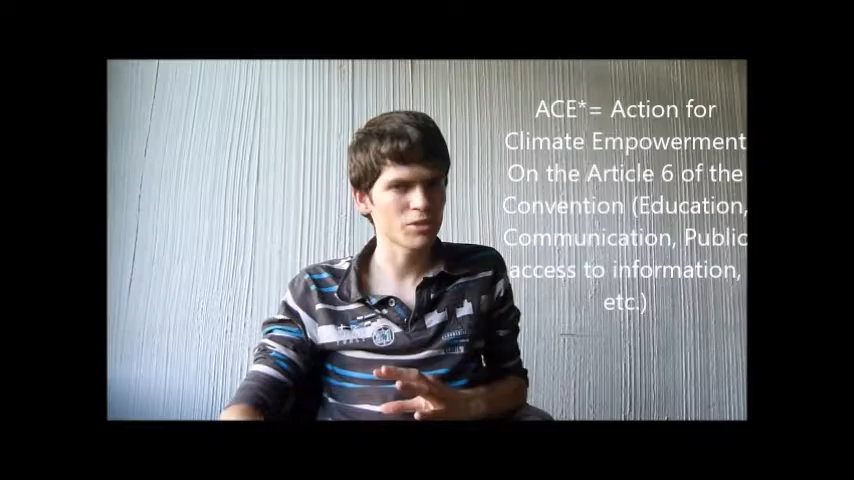 ACE*= Action for
Climate Empowerment
On the Article 6 of the
Convention (Education,
Communication, Public
access to information,
etc.)